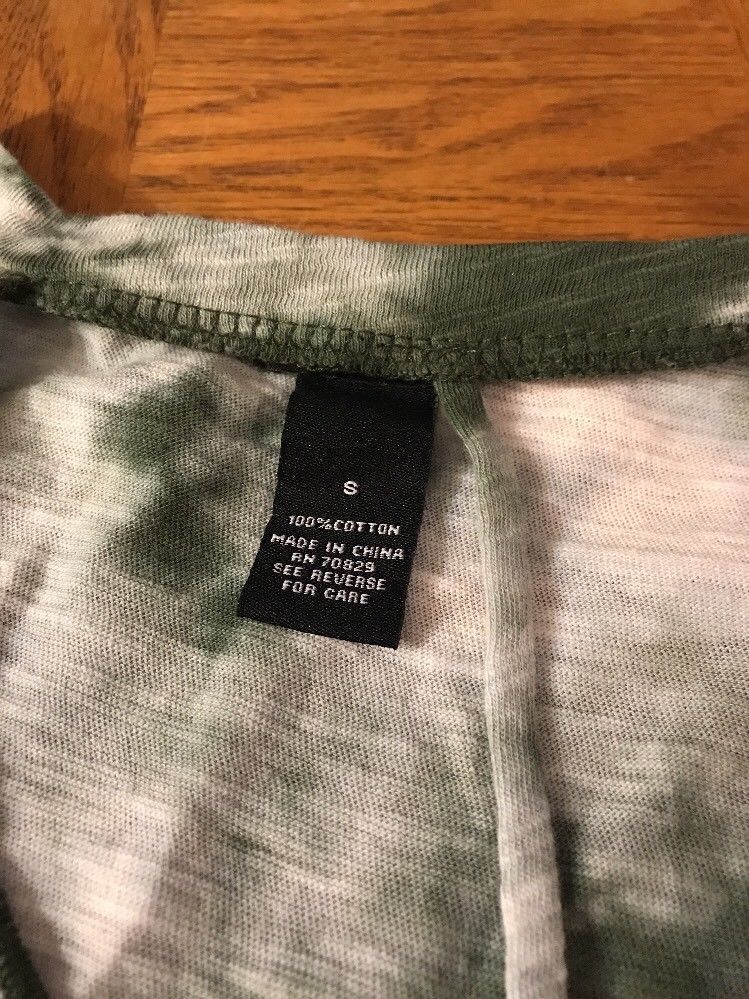 S
100%COTTON
MADE IN CHINA
RN 70829
SEE REVERSE
FOR CARE